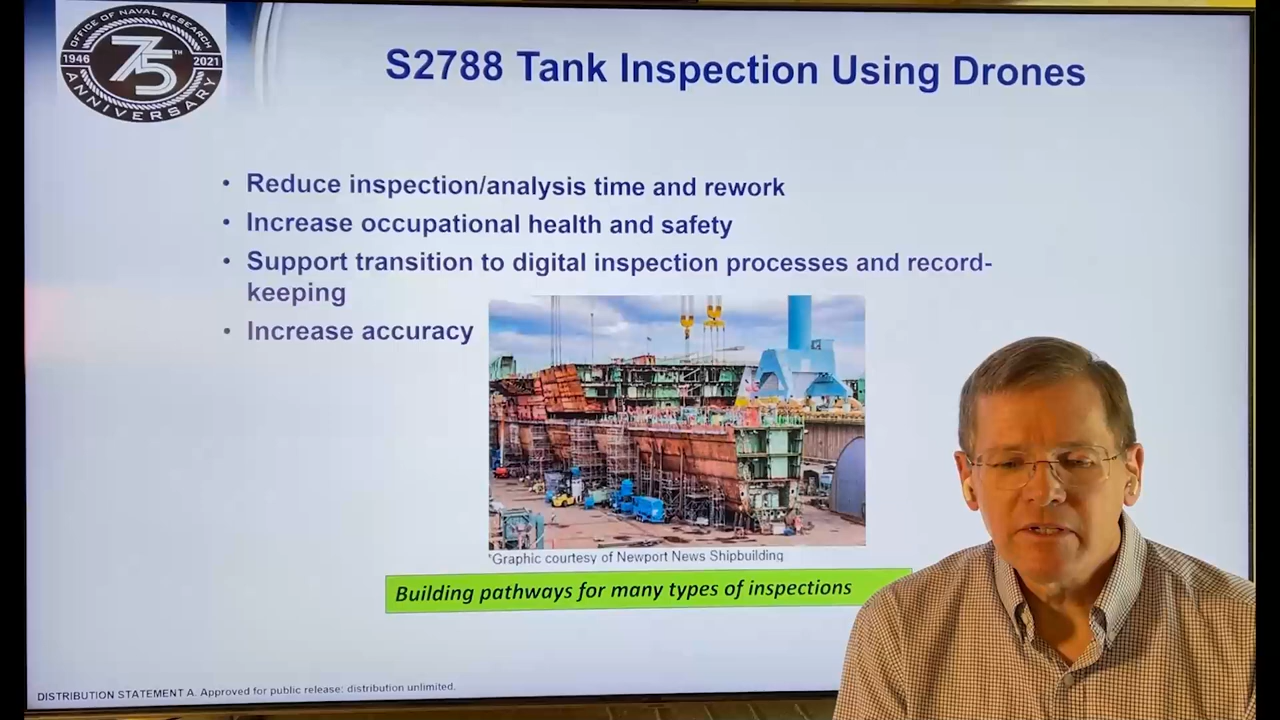 OFFICE OF NAVAL RESEARCH
1946 75TH 2021
ANNIVERSARY
S2788 Tank Inspection Using Drones
• Reduce inspection/analysis time and rework
• Increase occupational health and safety
• Support transition to digital inspection processes and record-
keeping
• Increase accuracy
*Graphic courtesy of Newport News Shipbuilding
Building pathways for many types of inspections
DISTRIBUTION STATEMENT A. Approved for public release: distribution unlimited.